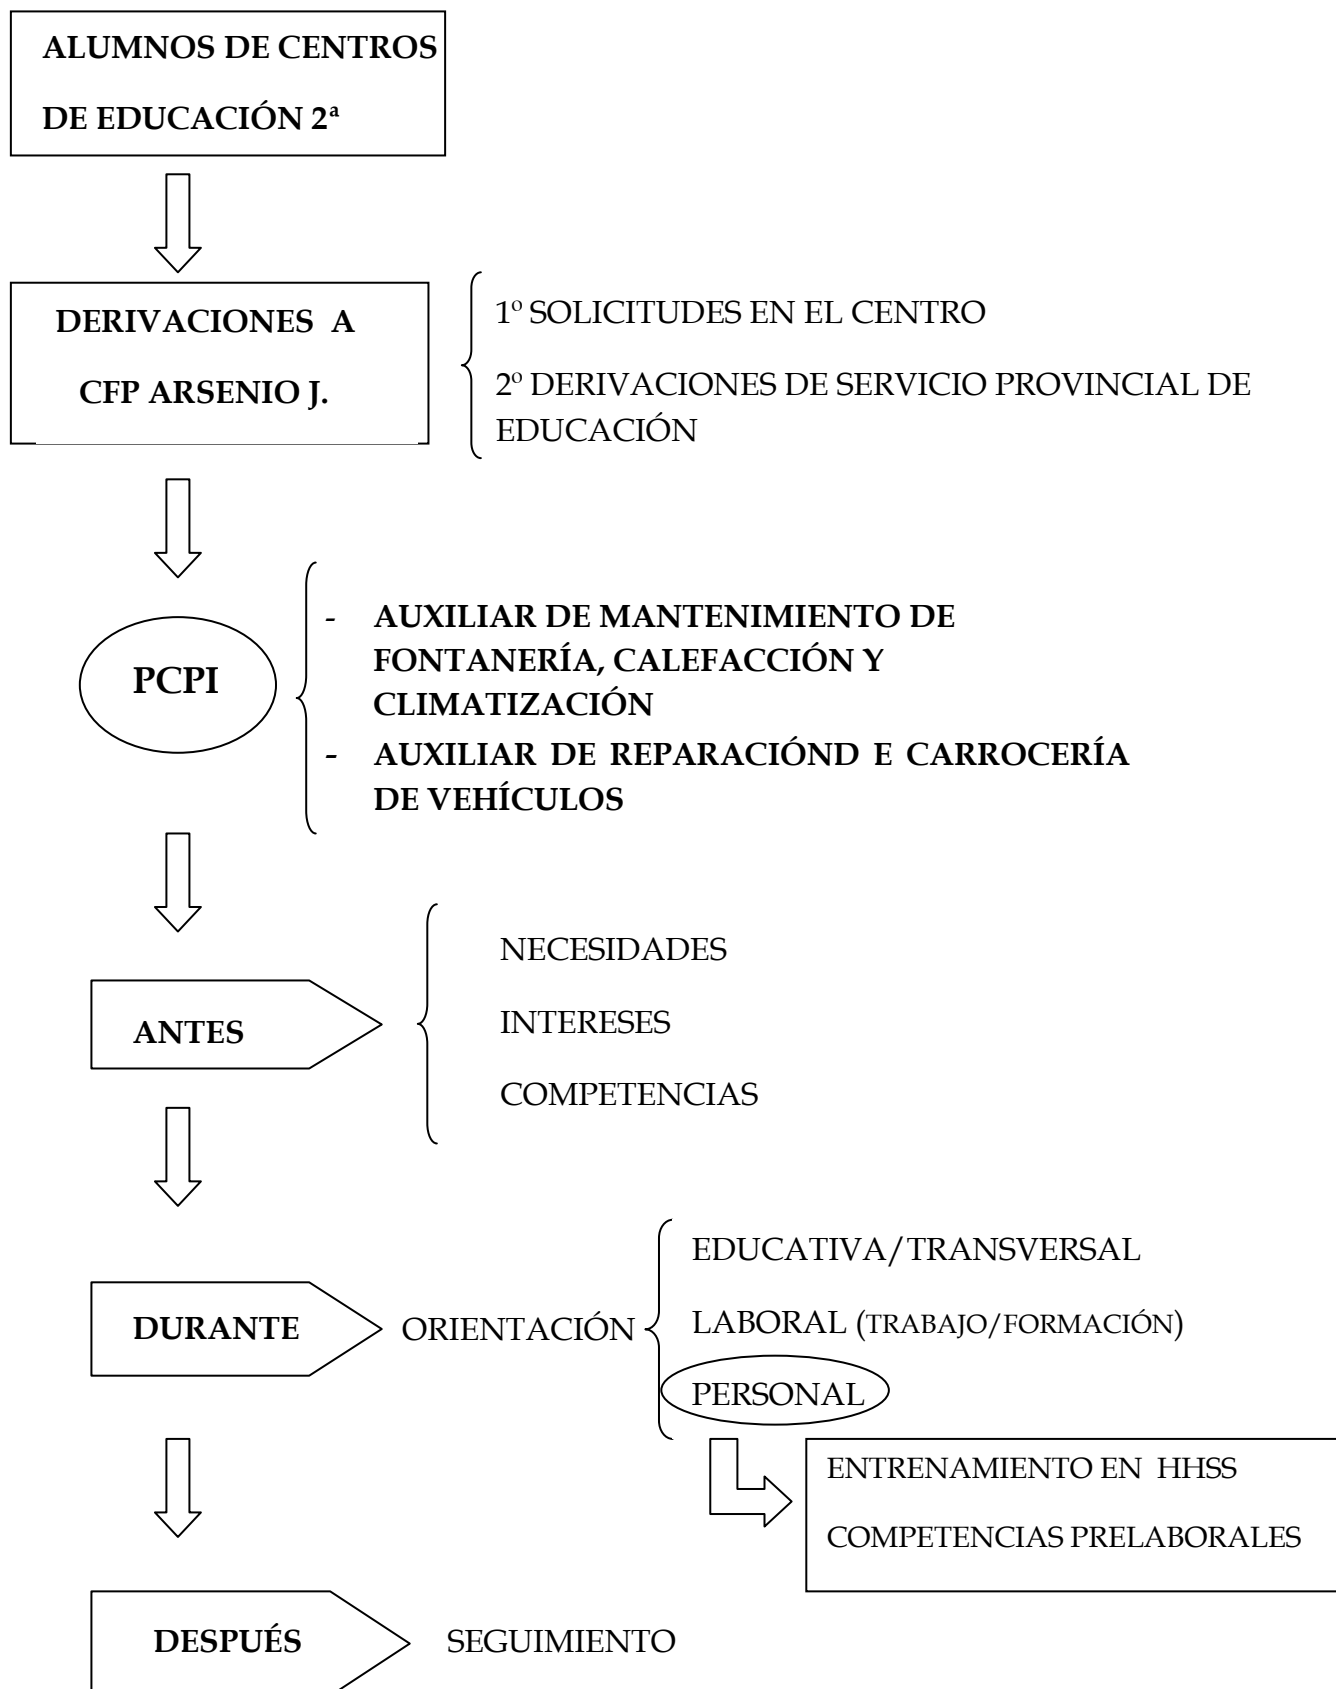 ALUMNOS DE CENTROS
DE EDUCACIÓN 2ª
DERIVACIONES A
CFP ARSENIO J.
1º SOLICITUDES EN EL CENTRO
2º DERIVACIONES DE SERVICIO PROVINCIAL DE
EDUCACIÓN
PCPI
- AUXILIAR DE MANTENIMIENTO DE
FONTANERÍA, CALEFACCIÓN Y
CLIMATIZACIÓN
- AUXILIAR DE REPARACIÓND E CARROCERÍA
DE VEHÍCULOS
ANTES
NECESIDADES
INTERESES
COMPETENCIAS
DURANTE
ORIENTACIÓN
EDUCATIVA/TRANSVERSAL
LABORAL (TRABAJO/FORMACIÓN)
PERSONAL
ENTRENAMIENTO EN HHSS
COMPETENCIAS PRELABORALES
DESPUÉS
SEGUIMIENTO